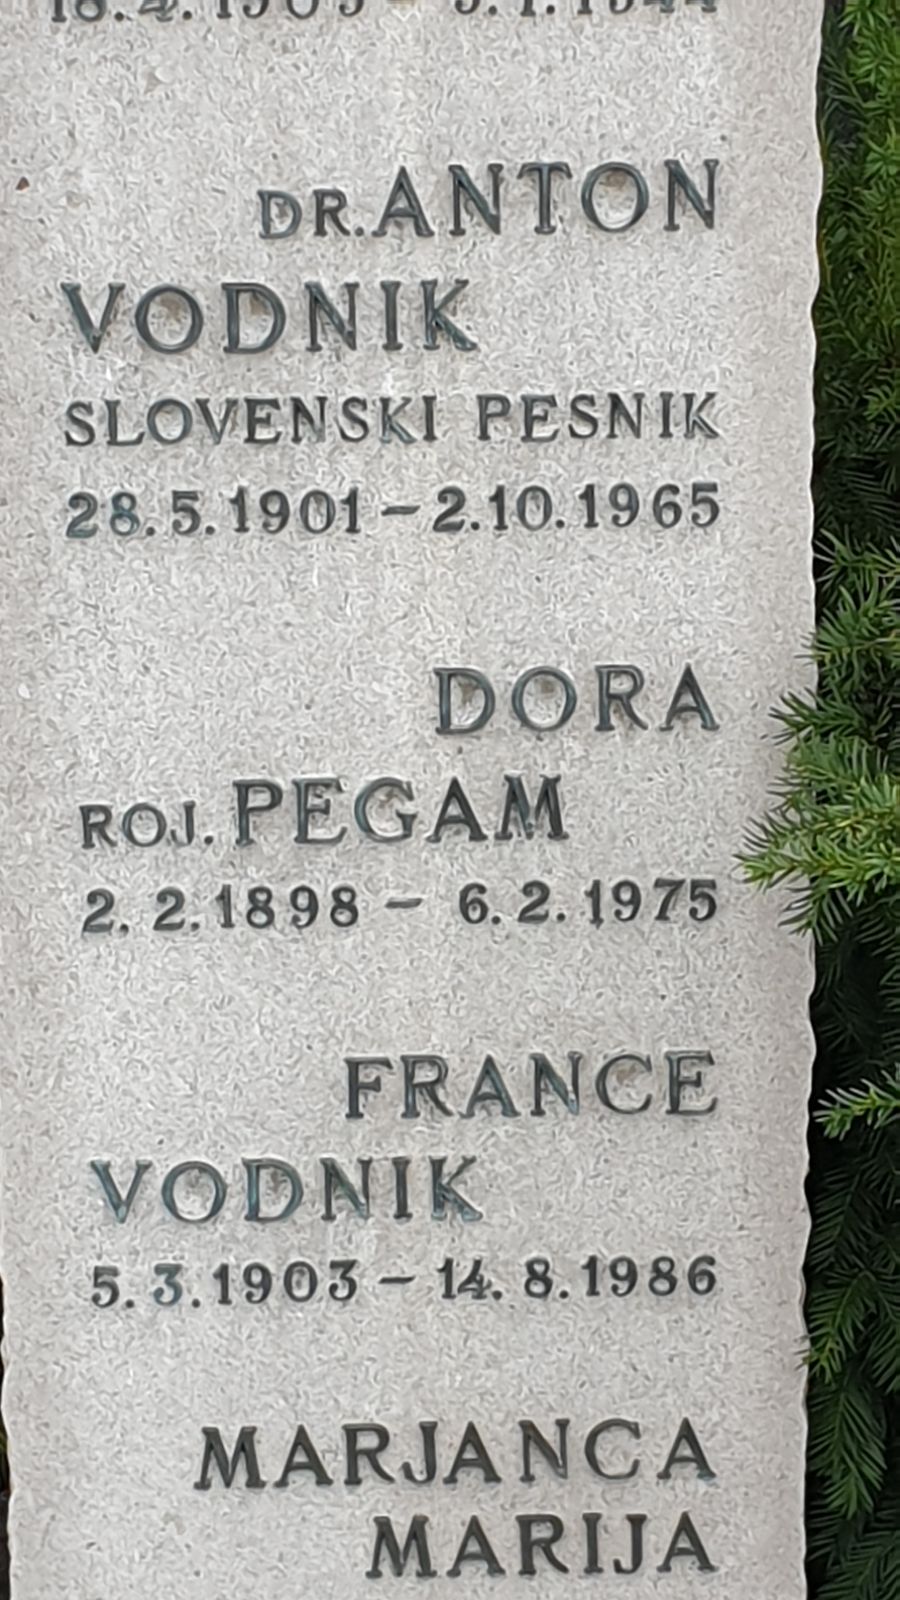 DR. ANTON
VODNIK
SLOVENSKI PESNIK
28.5.1901 – 2.10.1965
DORA
ROJ. PEGAM
2.2.1898 – 6.2.1975
FRANCE
VODNIK
5.3.1903 – 14.8.1986
MARJANCA
MARIJA